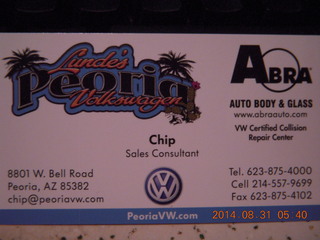 Lunde's
Peoria
Volkswagen
ABRA
AUTO BODY & GLASS
www.abraauto.com
VW Certified Collision
Repair Center
Chip
Sales Consultant
8801 W. Bell Road
Peoria, AZ 85382
chip@peoriavw.com
Tel. 623-875-4000
Cell 214-557-9699
Fax 623-875-4102
PeoriaVW.com
2014 08 31 05 40